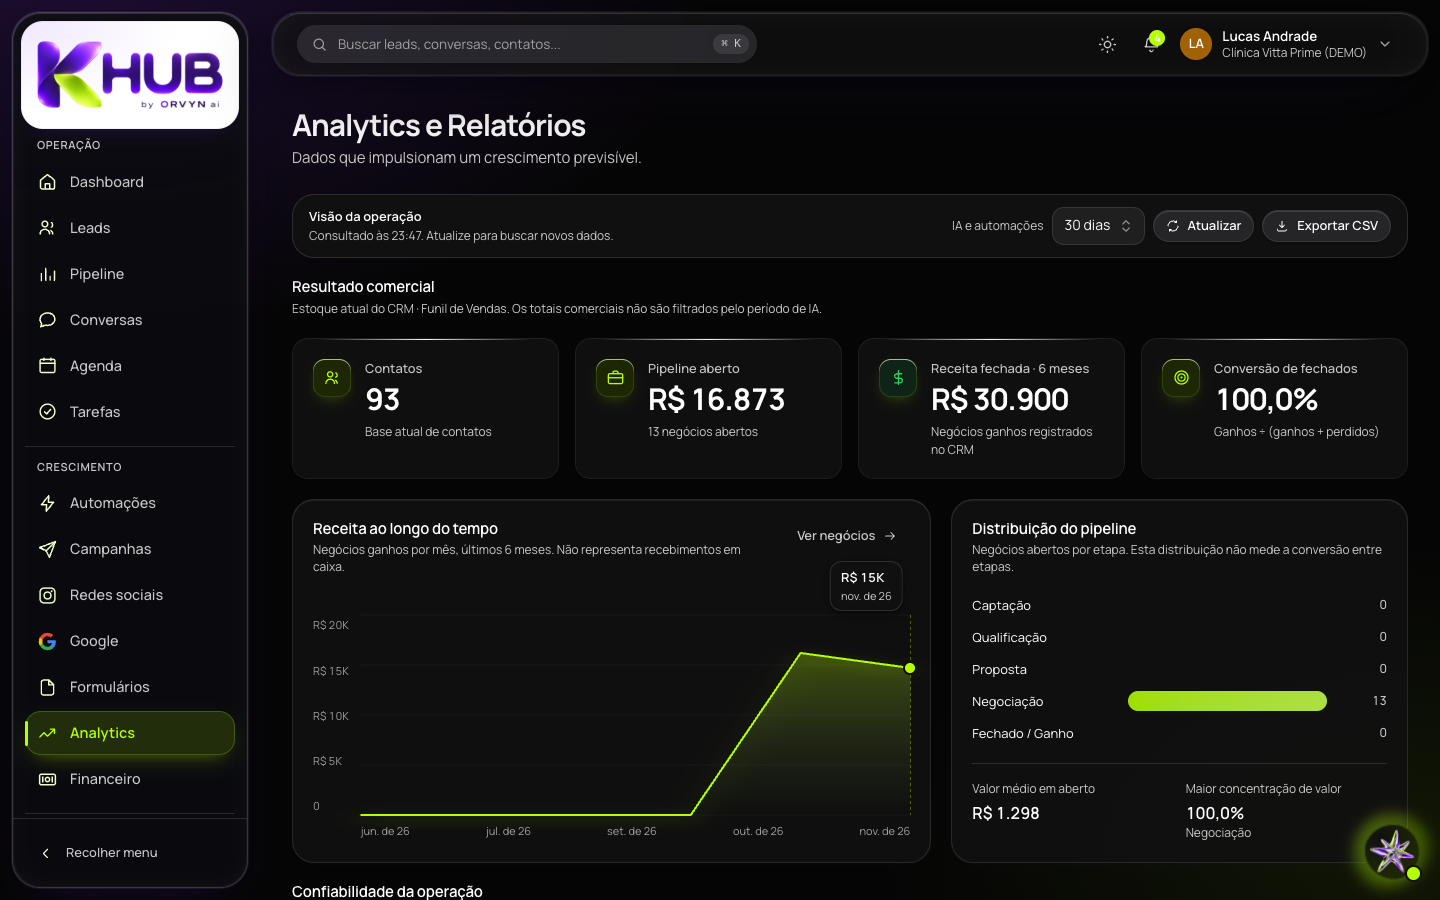 KHUB
by ORVYN ai
OPERAÇÃO
Dashboard
Leads
Pipeline
Conversas
Agenda
Tarefas
CRESCIMENTO
Automações
Campanhas
Redes sociais
Google
Formulários
Analytics
Financeiro
Recolher menu
Buscar leads, conversas, contatos...
⌘ K
4
LA
Lucas Andrade
Clínica Vitta Prime (DEMO)
Analytics e Relatórios
Dados que impulsionam um crescimento previsível.
Visão da operação
Consultado às 23:47. Atualize para buscar novos dados.
IA e automações
30 dias
Atualizar
Exportar CSV
Resultado comercial
Estoque atual do CRM · Funil de Vendas. Os totais comerciais não são filtrados pelo período de IA.
Contatos
93
Base atual de contatos
Pipeline aberto
R$ 16.873
13 negócios abertos
Receita fechada · 6 meses
R$ 30.900
Negócios ganhos registrados
no CRM
Conversão de fechados
100,0%
Ganhos ÷ (ganhos + perdidos)
Receita ao longo do tempo
Negócios ganhos por mês, últimos 6 meses. Não representa recebimentos em
caixa.
Ver negócios
R$ 15K
nov. de 26
R$ 20K
R$ 15K
R$ 10K
R$ 5K
0
jun. de 26
jul. de 26
set. de 26
out. de 26
nov. de 26
Distribuição do pipeline
Negócios abertos por etapa. Esta distribuição não mede a conversão entre
etapas.
Captação 0
Qualificação 0
Proposta 0
Negociação 13
Fechado / Ganho 0
Valor médio em aberto
R$ 1.298
Maior concentração de valor
100,0%
Negociação
Confiabilidade da operação